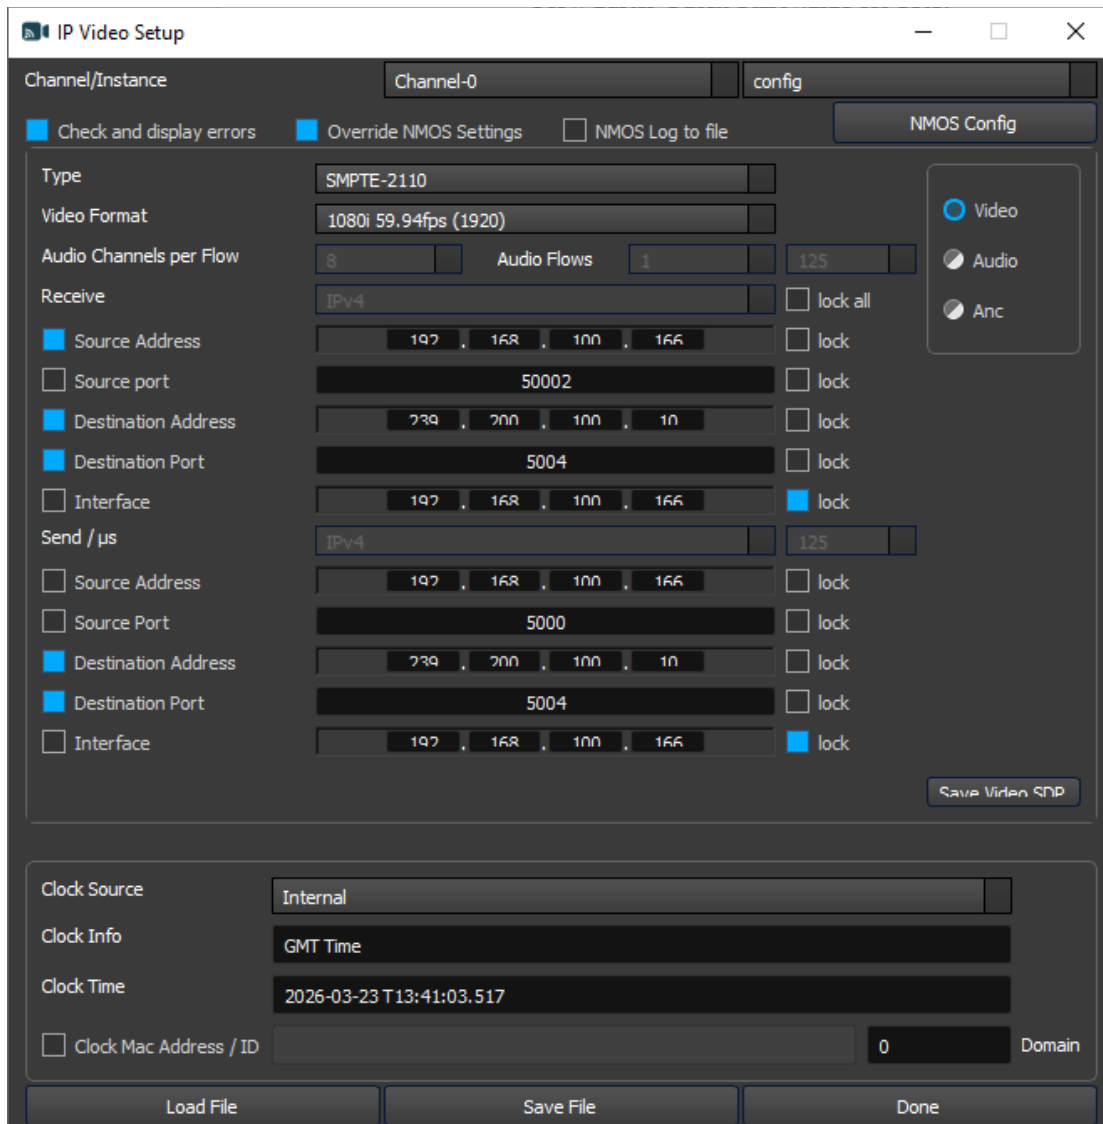 IP Video Setup
Channel/Instance Channel-0 config
Check and display errors Override NMOS Settings NMOS Log to file NMOS Config
Type SMPTE-2110
Video Format 1080i 59.94fps (1920)
Audio Channels per Flow 8 Audio Flows 1 125
Receive IPv4 lock all
Source Address 192 . 168 . 100 . 166 lock
Source port 50002 lock
Destination Address 239 . 200 . 100 . 10 lock
Destination Port 5004 lock
Interface 192 . 168 . 100 . 166 lock
Send / µs IPv4 125
Source Address 192 . 168 . 100 . 166 lock
Source Port 5000 lock
Destination Address 239 . 200 . 100 . 10 lock
Destination Port 5004 lock
Interface 192 . 168 . 100 . 166 lock
Video
Audio
Anc
Save Video SDP
Clock Source Internal
Clock Info GMT Time
Clock Time 2026-03-23 T13:41:03.517
Clock Mac Address / ID 0 Domain
Load File Save File Done